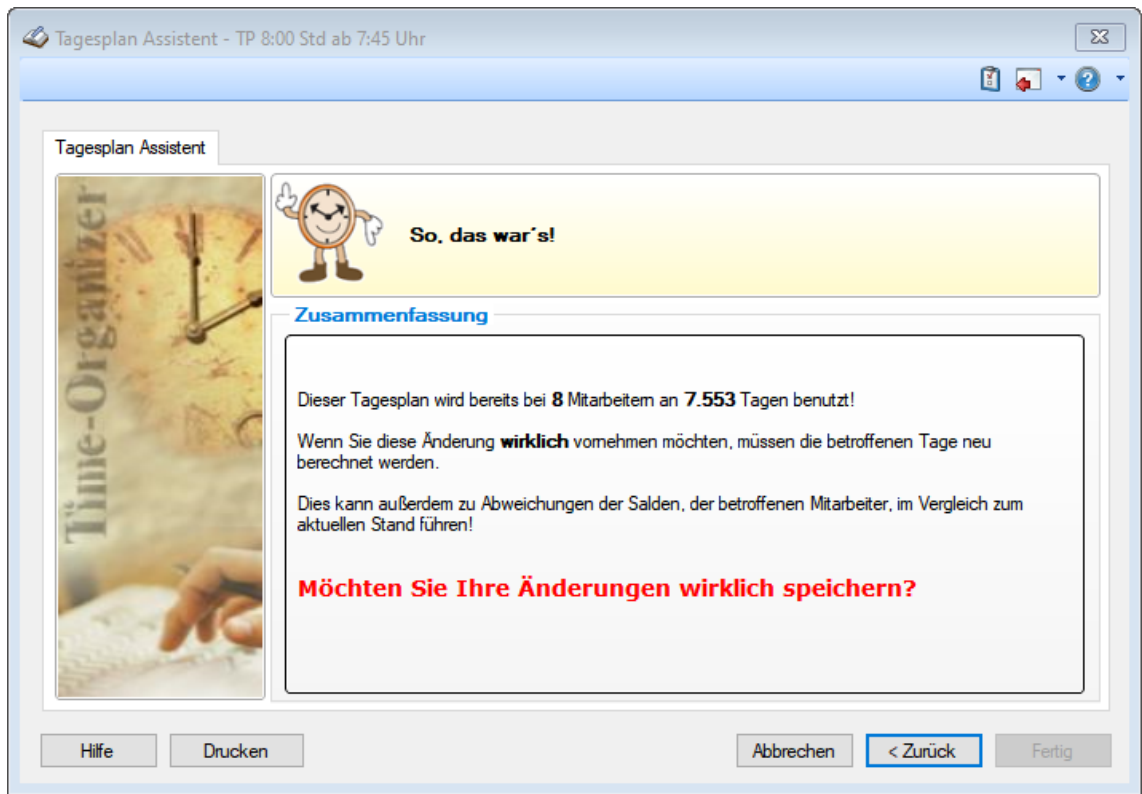 Tagesplan Assistent - TP 8:00 Std ab 7:45 Uhr
Tagesplan Assistent
Time-Organizer
So, das war´s!
Zusammenfassung
Dieser Tagesplan wird bereits bei 8 Mitarbeitern an 7.553 Tagen benutzt!
Wenn Sie diese Änderung wirklich vornehmen möchten, müssen die betroffenen Tage neu
berechnet werden.
Dies kann außerdem zu Abweichungen der Salden, der betroffenen Mitarbeiter, im Vergleich zum
aktuellen Stand führen!
Möchten Sie Ihre Änderungen wirklich speichern?
Hilfe
Drucken
Abbrechen
< Zurück
Fertig